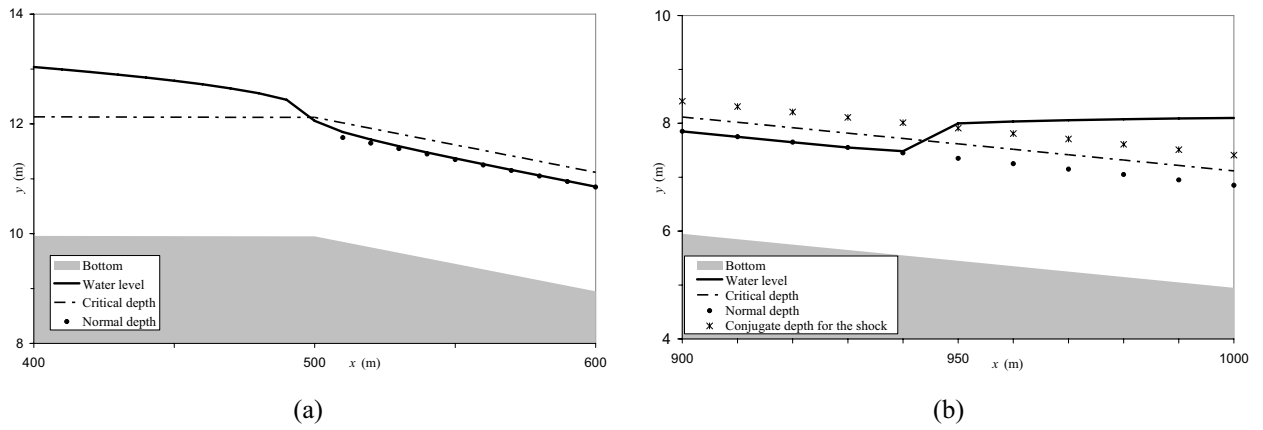 14
12
10
8
y (m)
400
500
600
x (m)
Bottom
Water level
Critical depth
Normal depth
(a)
10
8
6
4
y (m)
900
950
1000
x (m)
Bottom
Water level
Critical depth
Normal depth
Conjugate depth for the shock
(b)